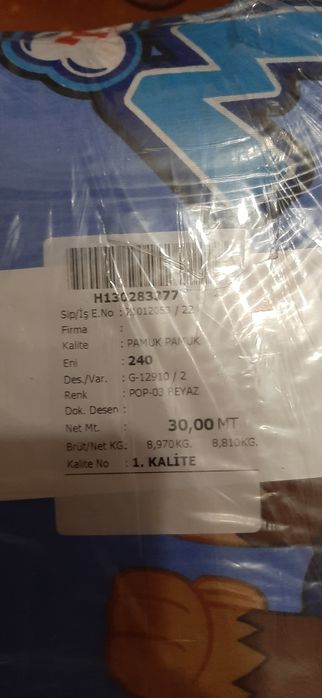 H130283377
Sip/İş E.No : 21012053 / 22
Firma :
Kalite : PAMUK PAMUK
Eni : 240
Des./Var. : G-12910 / 2
Renk : POP-03 BEYAZ
Dok. Desen :
Net Mt. : 30,00 MT
Brüt/Net KG.: 8,970KG. 8,810KG.
Kalite No : 1. KALİTE